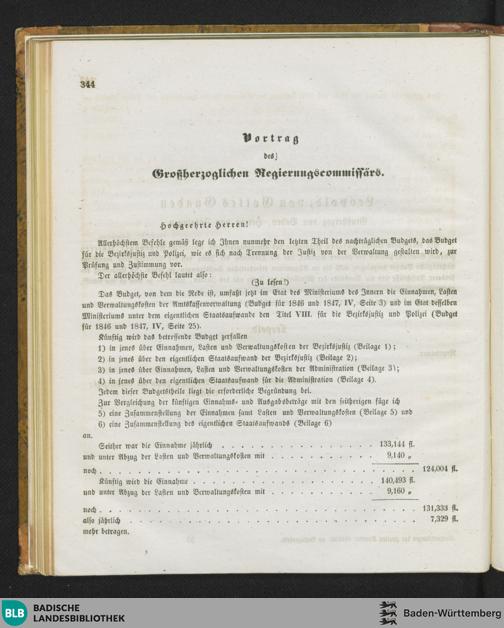 344
Vortrag
des
Großherzoglichen Regierungscommissärs.
Hochgeehrte Herren!
Allerhöchstem Befehle gemäß lege ich Ihnen nunmehr den lezten Theil des nachträglichen Budgets, das Budget
für die Bezirksjustiz und Polizei, wie es sich nach Trennung der Justiz von der Verwaltung gestalten wird, zur
Prüfung und Zustimmung vor.
Der allerhöchste Befehl lautet also:
(Zu lesen!)
Das Budget, von dem die Rede ist, umfaßt jezt im Etat des Ministeriums des Innern die Einnahmen, Lasten
und Verwaltungskosten der Amtskassenverwaltung (Budget für 1846 und 1847, IV, Seite 3) und im Etat desselben
Ministeriums unter dem eigentlichen Staatsaufwande den Titel VIII. für die Bezirksjustiz und Polizei (Budget
für 1846 und 1847, IV, Seite 25).
Künftig wird das betreffende Budget zerfallen
1) in jenes über Einnahmen, Lasten und Verwaltungskosten der Bezirksjustiz (Beilage 1);
2) in jenes über den eigentlichen Staatsaufwand der Bezirksjustiz (Beilage 2);
3) in jenes über Einnahmen, Lasten und Verwaltungskosten der Administration (Beilage 3);
4) in jenes über den eigentlichen Staatsaufwand für die Administration (Beilage 4).
Jedem dieser Budgetstheile liegt die erforderliche Begründung bei.
Zur Vergleichung der künftigen Einnahms- und Ausgabsbeträge mit den seitherigen füge ich
5) eine Zusammenstellung der Einnahmen samt Lasten und Verwaltungskosten (Beilage 5) und
6) eine Zusammenstellung des eigentlichen Staatsaufwands (Beilage 6)
an.
Seither war die Einnahme jährlich . . . . . . . . . . . 133,144 fl.
und unter Abzug der Lasten und Verwaltungskosten mit . . . . . . . . 9,140 „
noch . . . . . . . . . . . . . . . . . . . . . . 124,004 fl.
Künftig wird die Einnahme . . . . . . . . . . . . . 140,493 fl.
und unter Abzug der Lasten und Verwaltungskosten mit . . . . . . . . 9,160 „
noch . . . . . . . . . . . . . . . . . . . . . . 131,333 fl.
also jährlich . . . . . . . . . . . . . . . . . . . . 7,329 fl.
mehr betragen.
BLB BADISCHE
LANDESBIBLIOTHEK
Baden-Württemberg